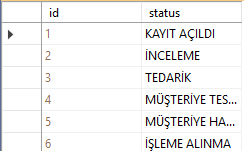 id status
1 KAYIT AÇILDI
2 İNCELEME
3 TEDARİK
4 MÜŞTERİYE TES...
5 MÜŞTERİYE HA...
6 İŞLEME ALINMA